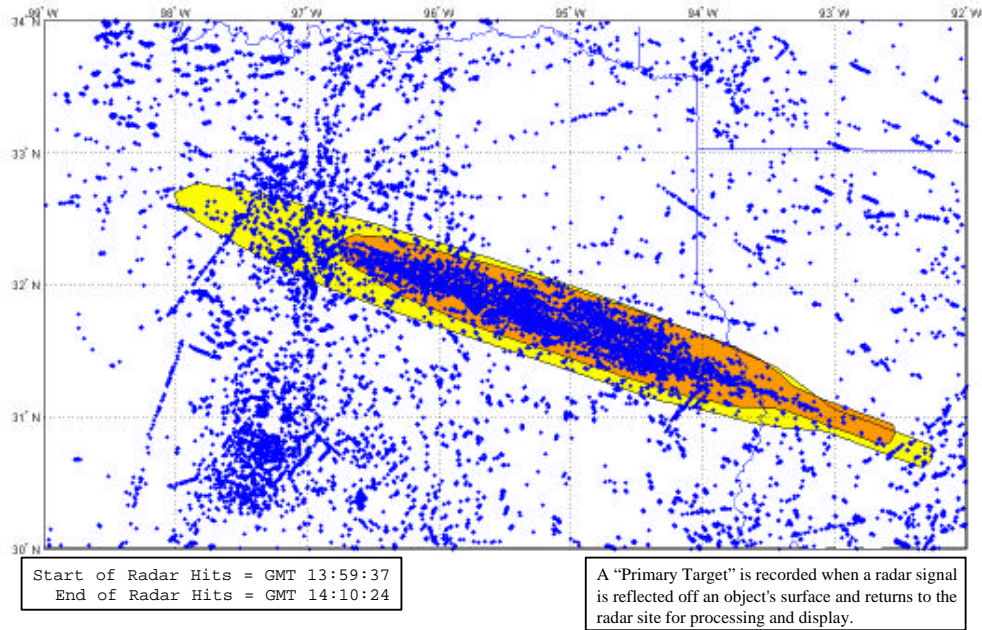 99° W 98° W 97° W 96° W 95° W 94° W 93° W 92° W
34° N
33° N
32° N
31° N
30° N
Start of Radar Hits = GMT 13:59:37
End of Radar Hits = GMT 14:10:24
A “Primary Target” is recorded when a radar signal
is reflected off an object's surface and returns to the
radar site for processing and display.